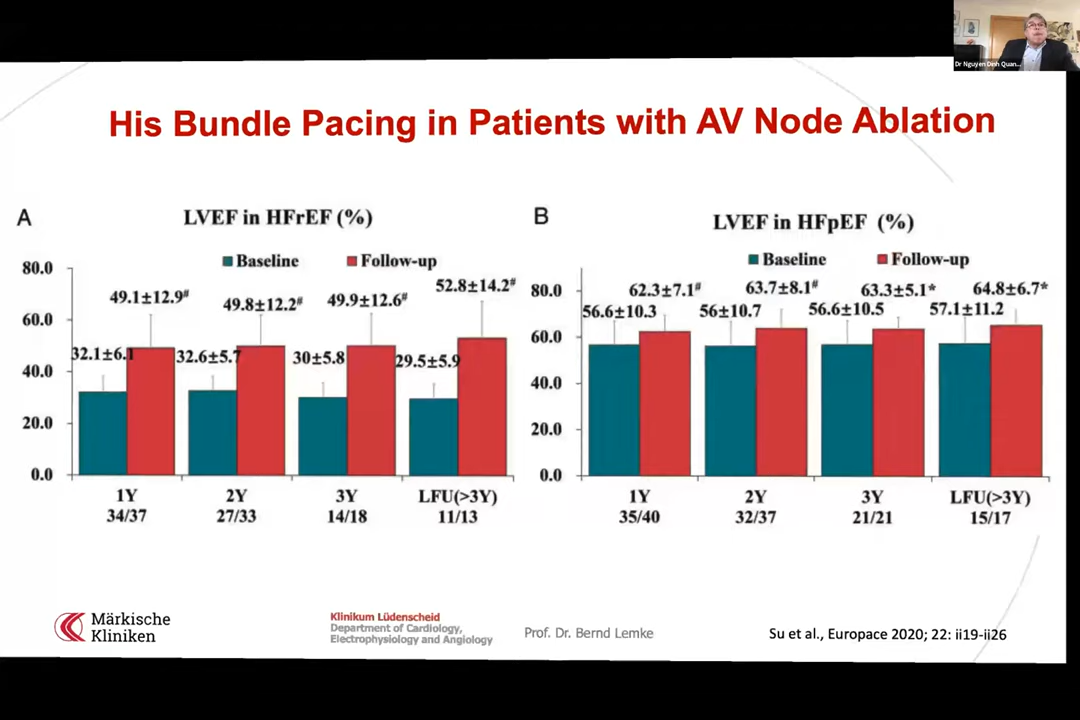 Dr Nguyen Dinh Quan...
His Bundle Pacing in Patients with AV Node Ablation
A
LVEF in HFrEF (%)
Baseline
Follow-up
80.0
60.0
40.0
20.0
0.0
32.1±6.1
49.1±12.9#
32.6±5.7
49.8±12.2#
30±5.8
49.9±12.6#
29.5±5.9
52.8±14.2#
1Y
34/37
2Y
27/33
3Y
14/18
LFU(>3Y)
11/13
B
LVEF in HFpEF (%)
Baseline
Follow-up
80.0
60.0
40.0
20.0
0.0
56.6±10.3
62.3±7.1#
56±10.7
63.7±8.1#
56.6±10.5
63.3±5.1*
57.1±11.2
64.8±6.7*
1Y
35/40
2Y
32/37
3Y
21/21
LFU(>3Y)
15/17
Märkische
Kliniken
Klinikum Lüdenscheid
Department of Cardiology,
Electrophysiology and Angiology
Prof. Dr. Bernd Lemke
Su et al., Europace 2020; 22: ii19-ii26